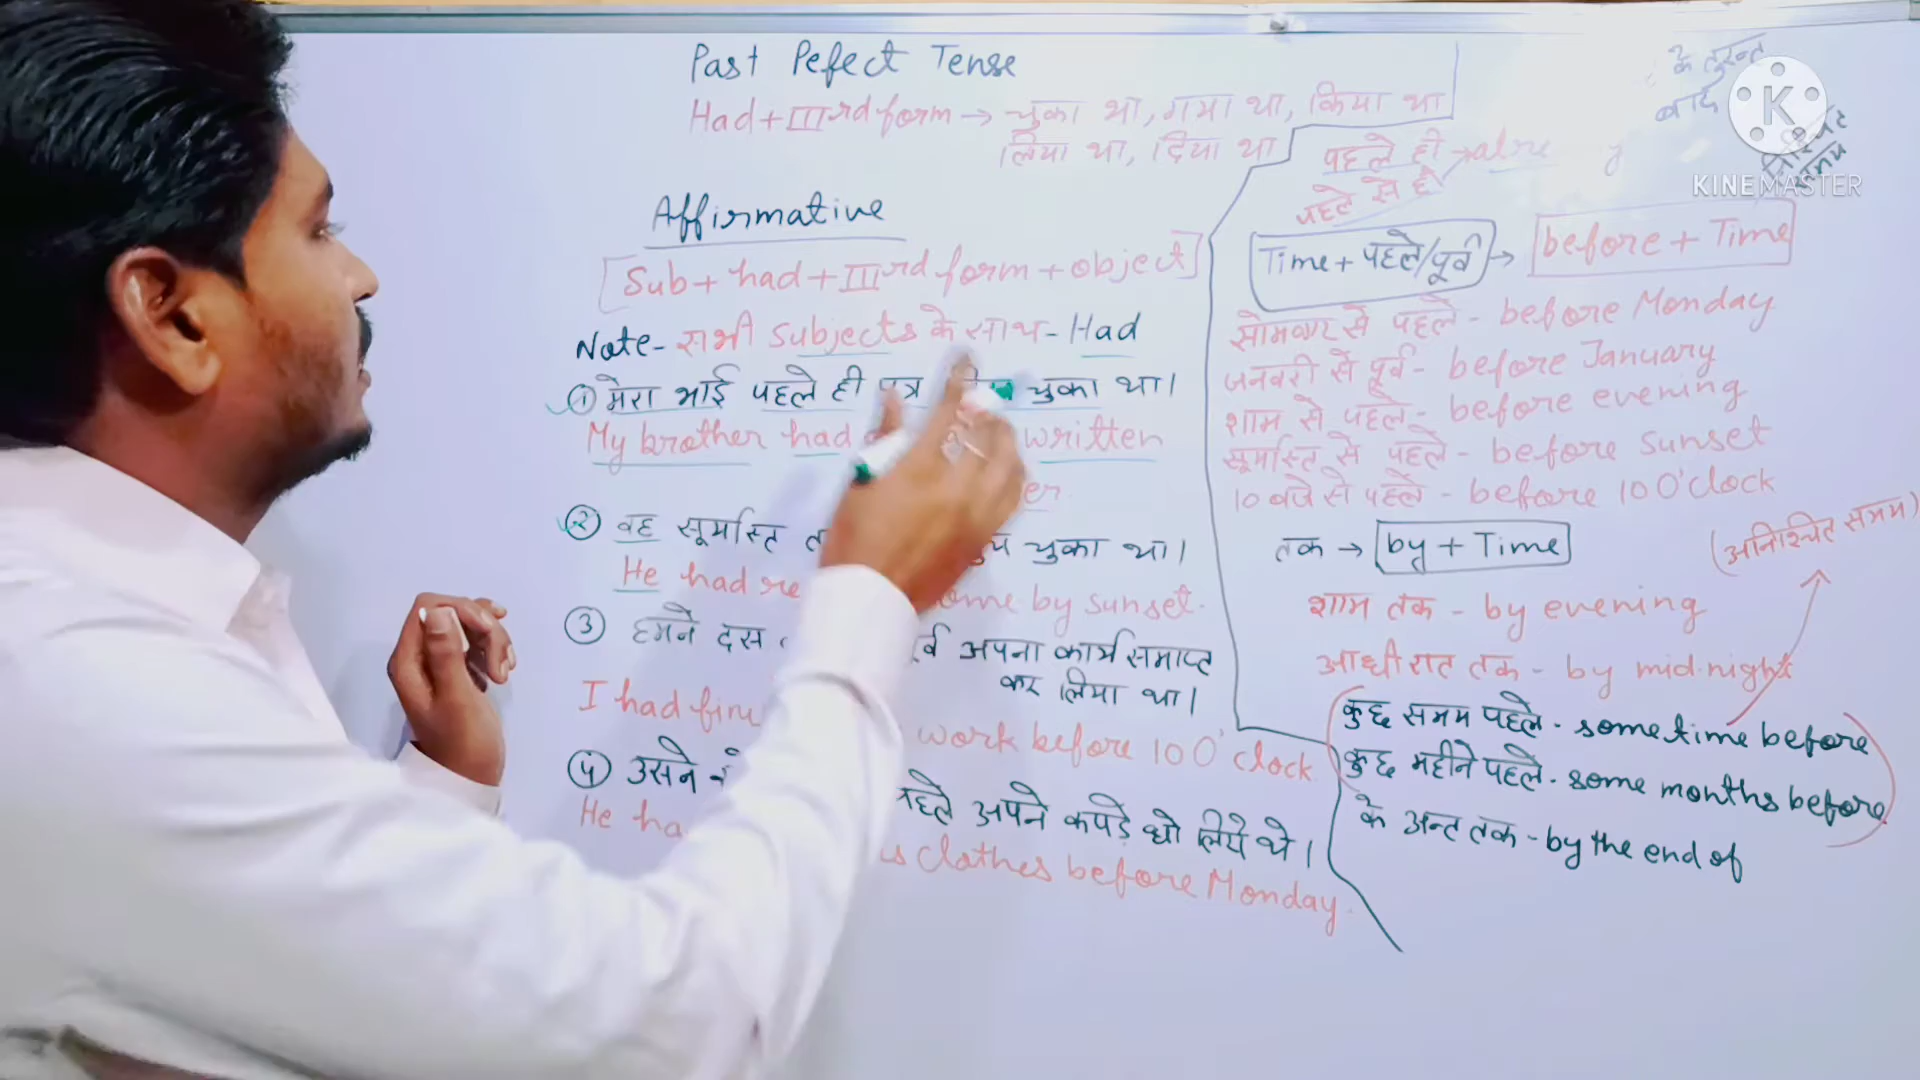 Past Pefect Tense
Had + IIIrd form → चुका था, गया था, किया था
लिया था, दिया था
Affirmative
Sub + had + IIIrd form + object
Note - सभी subjects के साथ - Had
① मेरा भाई पहले ही पत्र चुका था।
My brother had written
② वह सूर्यास्त चुका था।
He had by sunset.
③ हमने दस अपना कार्य समाप्त
कर लिया था।
I had work before 10 O'clock
④ उसने अपने कपड़े धो लिये थे।
He clothes before Monday.
के तुरन्त
बाद
पहले ही →
पहले से ही
Time + पहले/पूर्व → before + Time
सोमवार से पहले - before Monday
जनवरी से पूर्व - before January
शाम से पहले - before evening
सूर्यास्त से पहले - before sunset
10 बजे से पहले - before 10 O'clock
(अनिश्चित समय)
तक → by + Time
शाम तक - by evening
आधी रात तक - by mid-night
कुछ समय पहले - sometime before
कुछ महीने पहले - some months before
के अन्त तक - by the end of
K
KINEMASTER